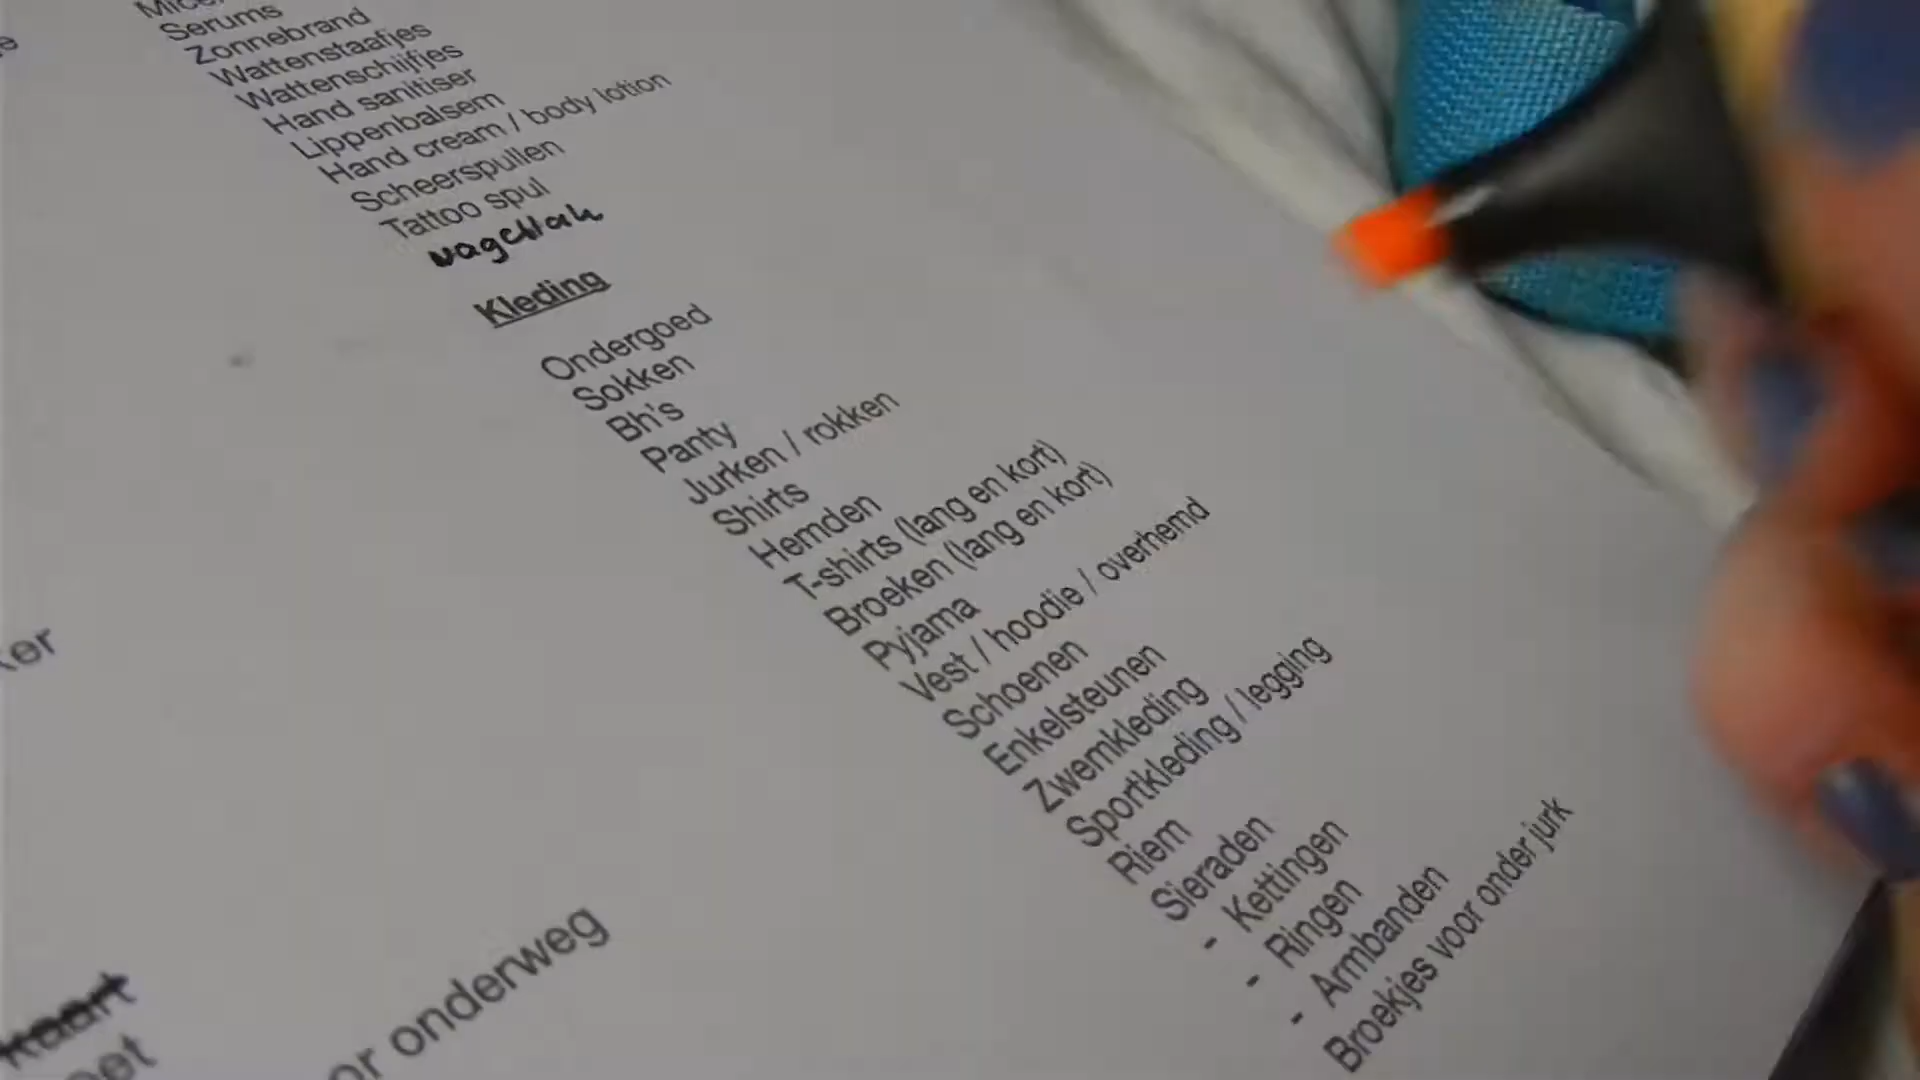 Serums
Zonnebrand
Wattenstaafjes
Wattenschijfjes
Hand sanitiser
Lippenbalsem
Hand cream / body lotion
Scheerspullen
Tattoo spul
Kleding
Ondergoed
Sokken
Bh's
Panty
Jurken / rokken
Shirts
Hemden
T-shirts (lang en kort)
Broeken (lang en kort)
Pyjama
Vest / hoodie / overhemd
Schoenen
Enkelsteunen
Zwemkleding
Sportkleding / legging
Riem
Sieraden
- Kettingen
- Ringen
- Armbanden
Broekjes voor onder jurk
onderweg